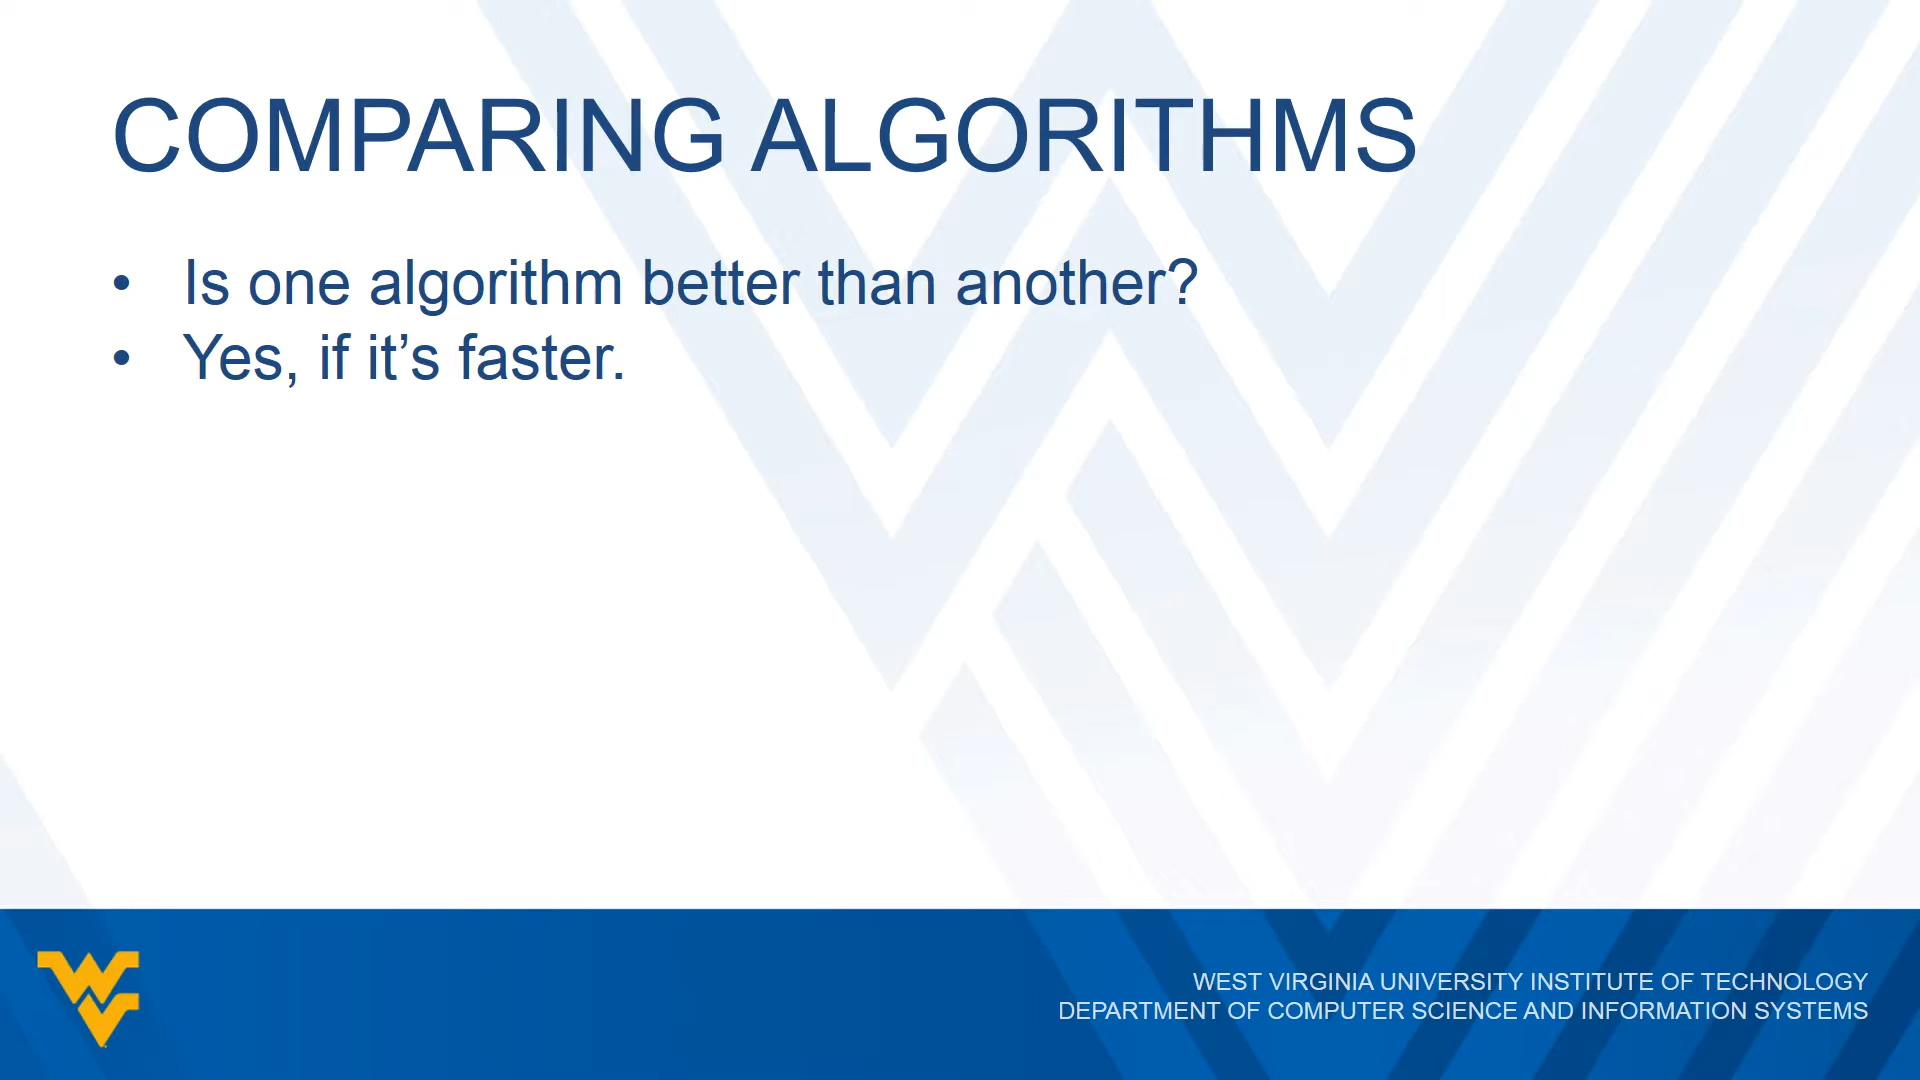 COMPARING ALGORITHMS
• Is one algorithm better than another?
• Yes, if it’s faster.
WEST VIRGINIA UNIVERSITY INSTITUTE OF TECHNOLOGY
DEPARTMENT OF COMPUTER SCIENCE AND INFORMATION SYSTEMS